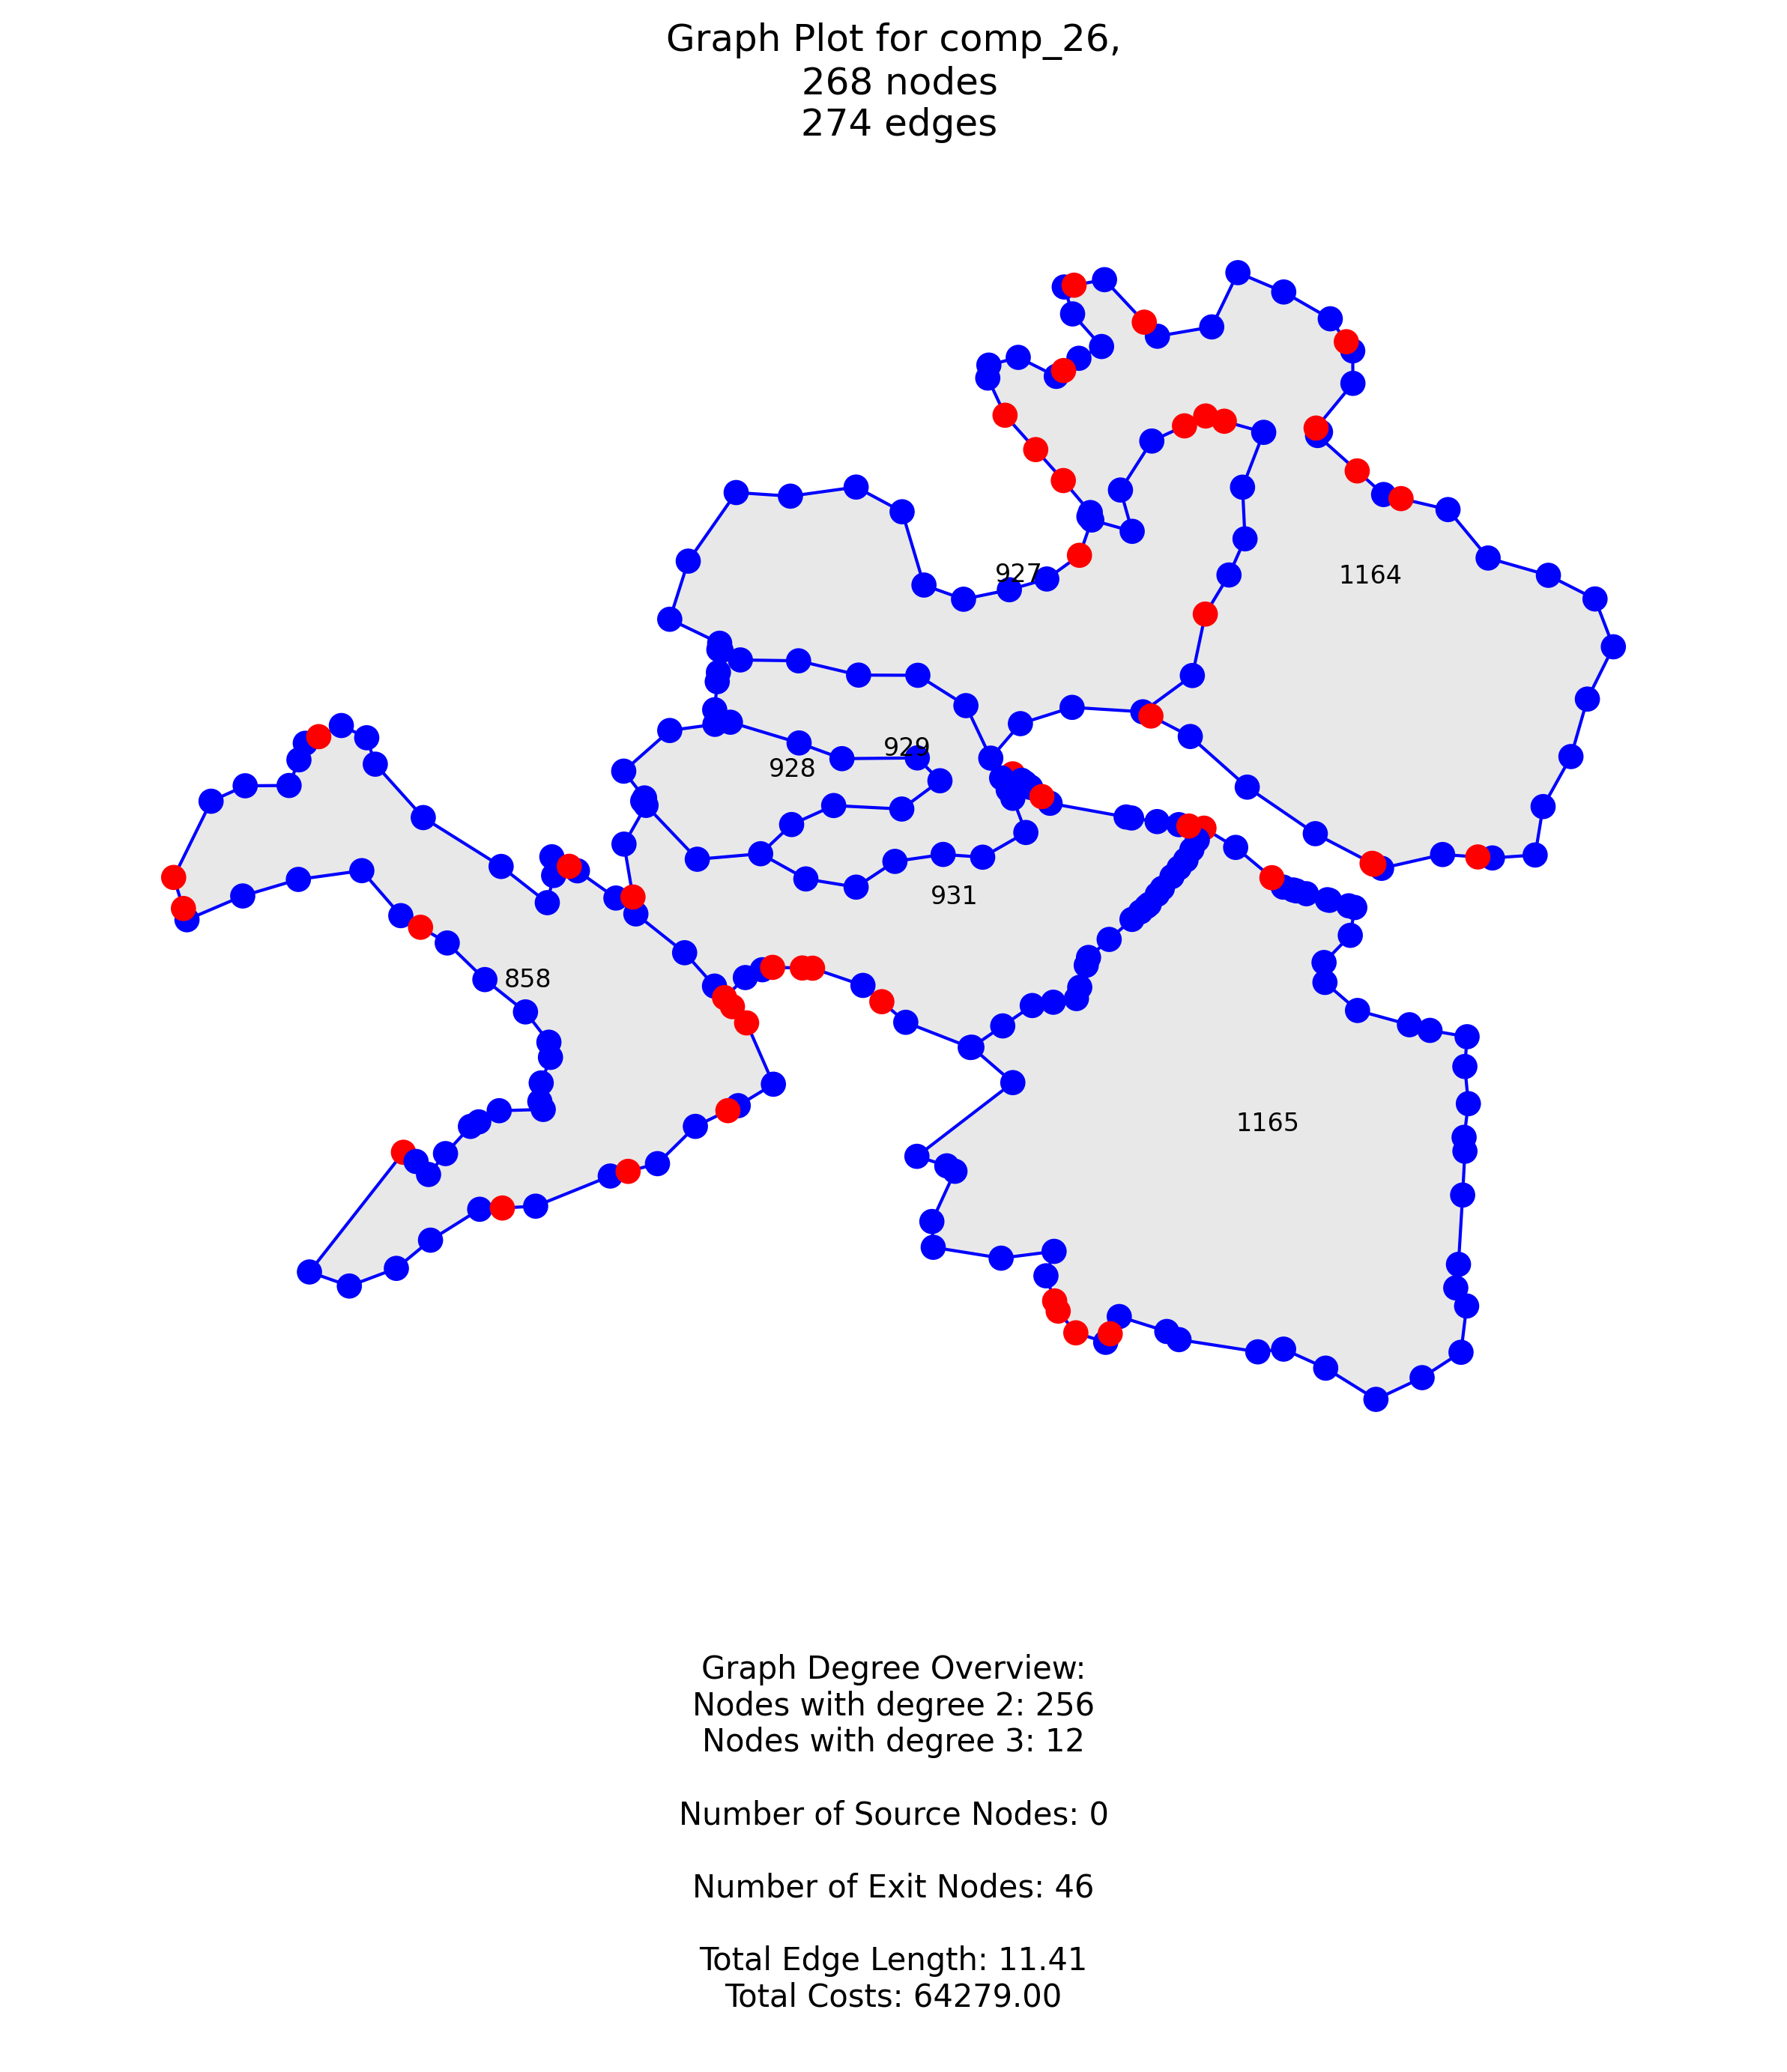 Graph Plot for comp_26,
268 nodes
274 edges
927
1164
929
928
931
858
1165
Graph Degree Overview:
Nodes with degree 2: 256
Nodes with degree 3: 12
Number of Source Nodes: 0
Number of Exit Nodes: 46
Total Edge Length: 11.41
Total Costs: 64279.00